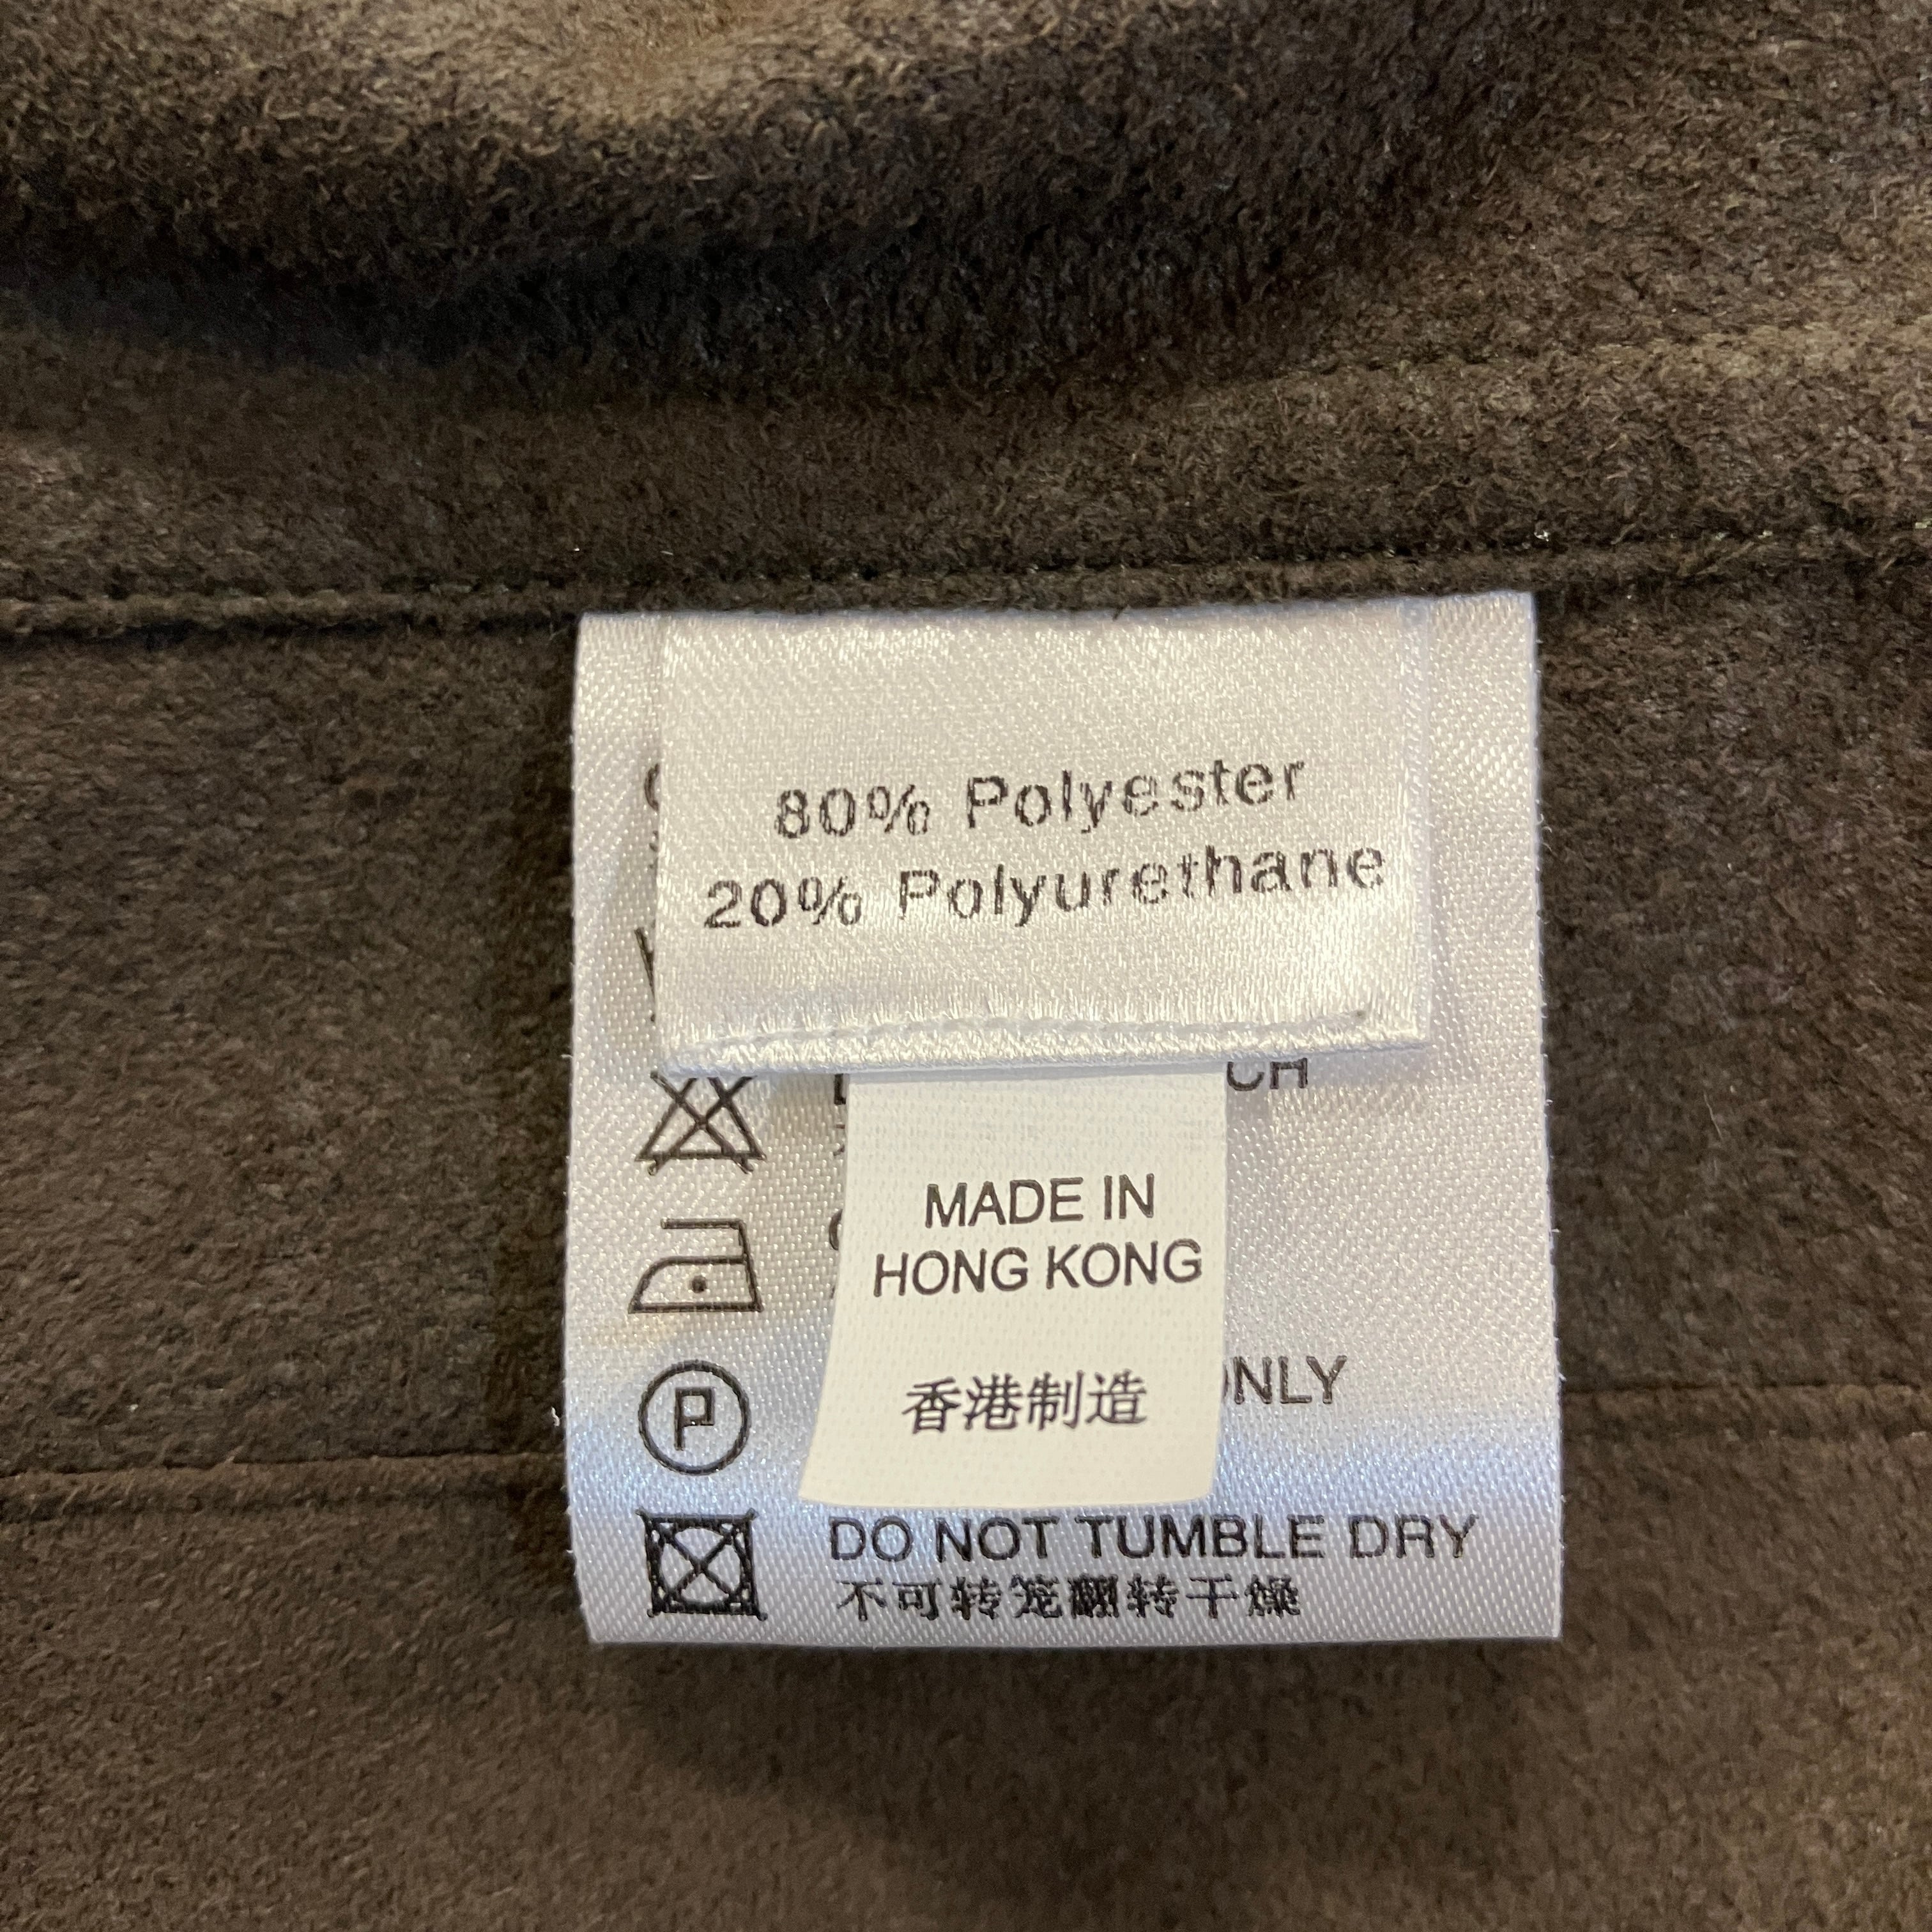 80% Polyester
20% Polyurethane
MADE IN
HONG KONG
香港制造
DO NOT TUMBLE DRY
不可转笼翻转干燥